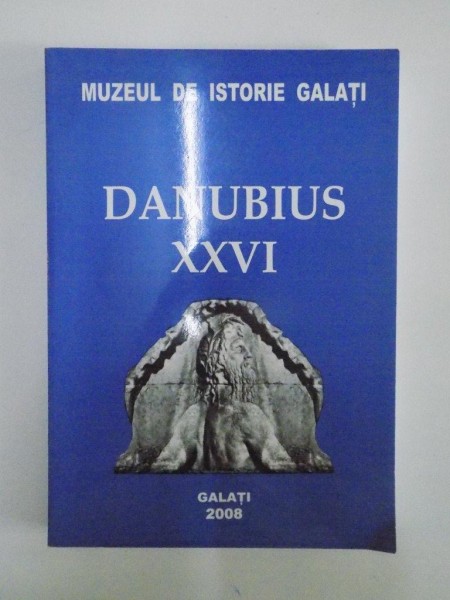 MUZEUL DE ISTORIE GALAȚI
DANUBIUS
XXVI
GALAȚI
2008